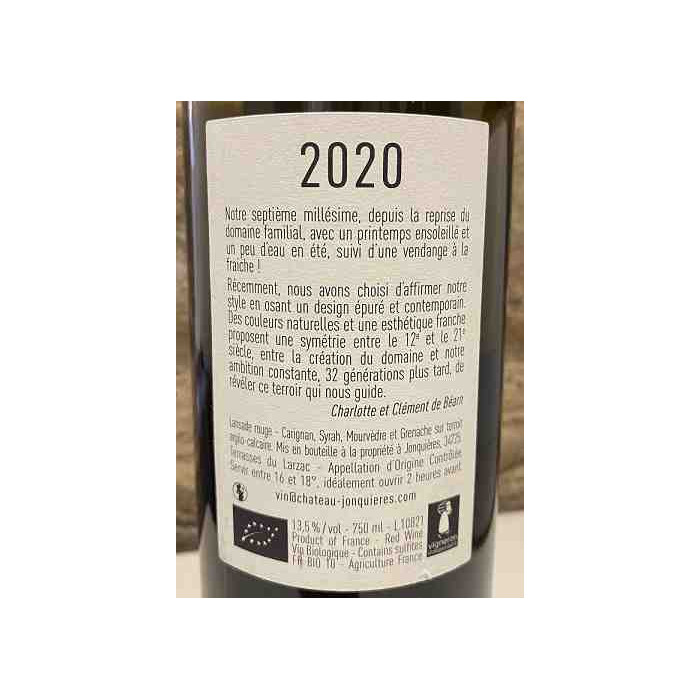 2020
Notre septième millésime, depuis la reprise du
domaine familial, avec un printemps ensoleillé et
un peu d'eau en été, suivi d'une vendange à la
fraîche !
Récemment, nous avons choisi d'affirmer notre
style en osant un design épuré et contemporain.
Des couleurs naturelles et une esthétique franche
proposent une symétrie entre le 12e et le 21e
siècle, entre la création du domaine et notre
ambition constante, 32 générations plus tard, de
révéler ce terroir qui nous guide.
Charlotte et Clément de Béarn
Lansade rouge - Carignan, Syrah, Mourvèdre et Grenache sur terroir
argilo-calcaire. Mis en bouteille à la propriété à Jonquières, 34725.
Terrasses du Larzac - Appellation d'Origine Contrôlée
Servir entre 16 et 18°, idéalement ouvrir 2 heures avant.
vin@chateau-jonquieres.com
13,5%/vol - 750 ml - L10821
Product of France - Red Wine
Vin Biologique - Contains sulfites
FR BIO 10 - Agriculture France
vigneron